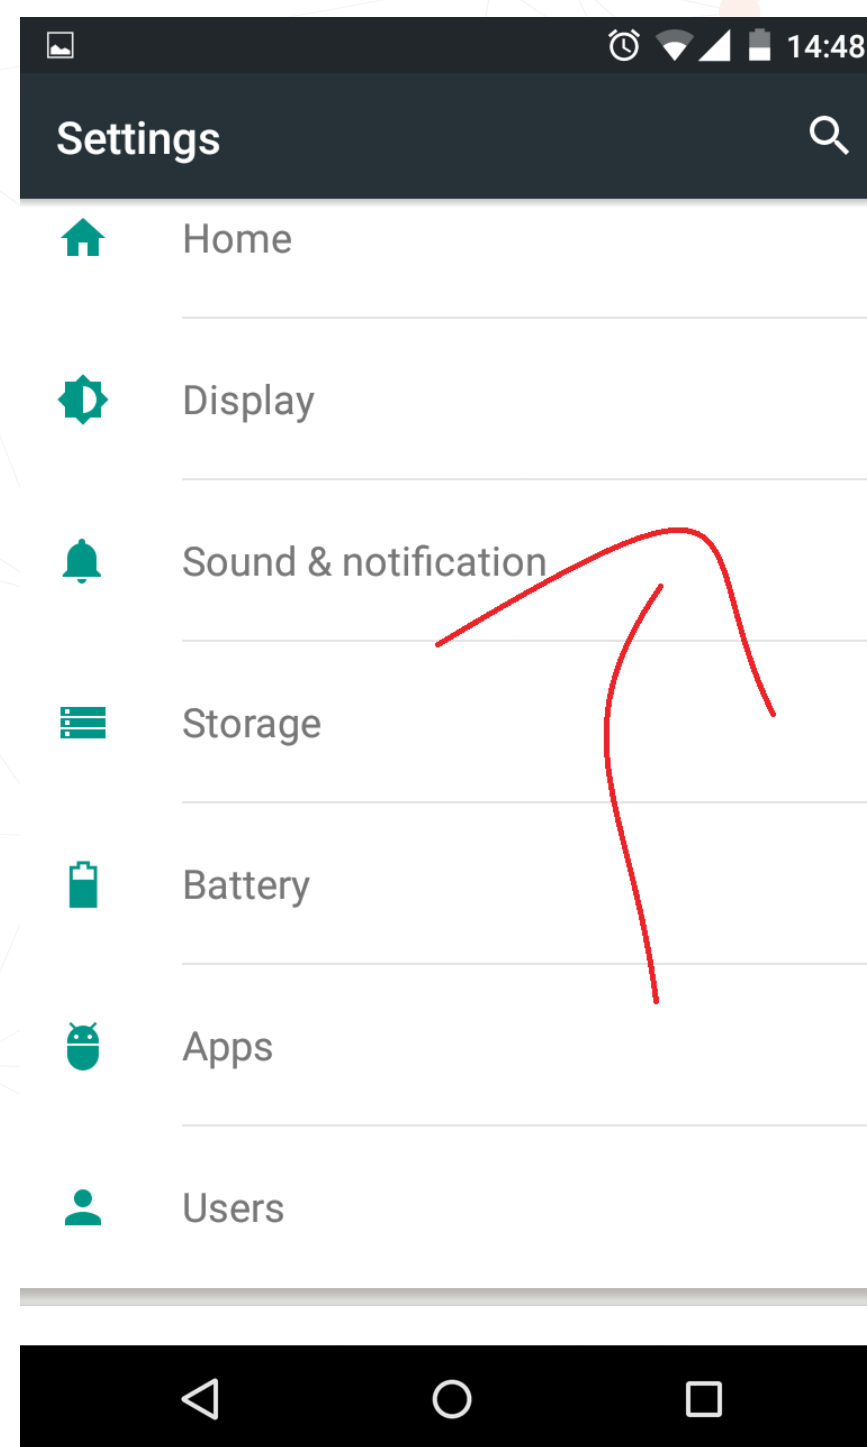 14:48
Settings
Home
Display
Sound & notification
Storage
Battery
Apps
Users